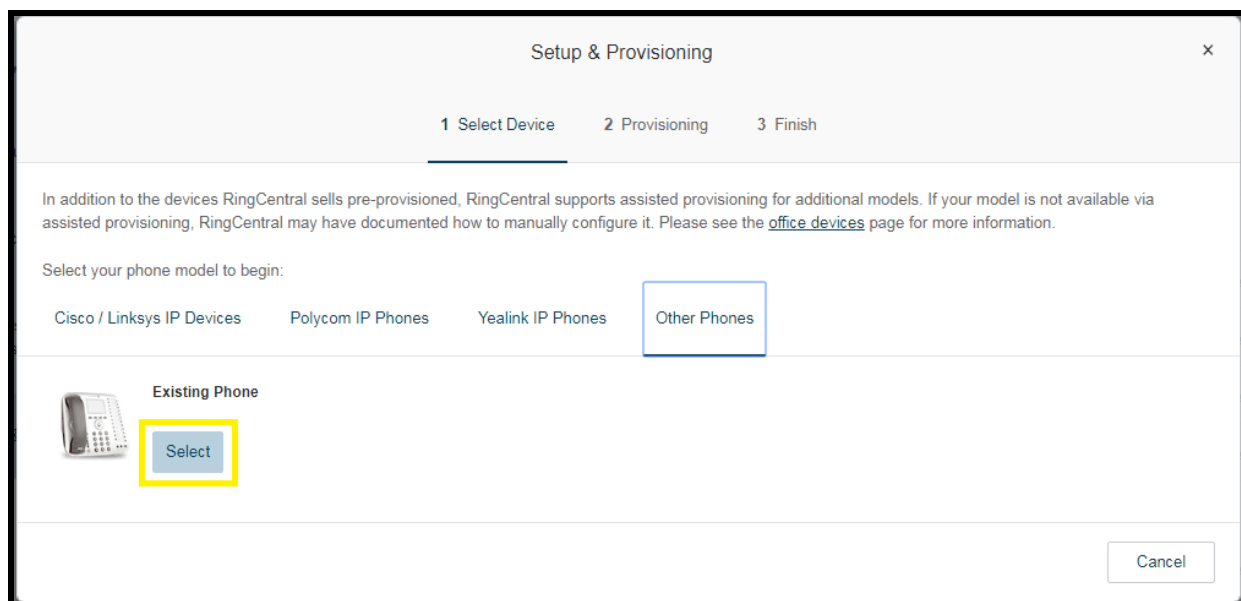 Setup & Provisioning
×
1 Select Device 2 Provisioning 3 Finish
In addition to the devices RingCentral sells pre-provisioned, RingCentral supports assisted provisioning for additional models. If your model is not available via
assisted provisioning, RingCentral may have documented how to manually configure it. Please see the office devices page for more information.
Select your phone model to begin:
Cisco / Linksys IP Devices Polycom IP Phones Yealink IP Phones Other Phones
Existing Phone
Select
Cancel